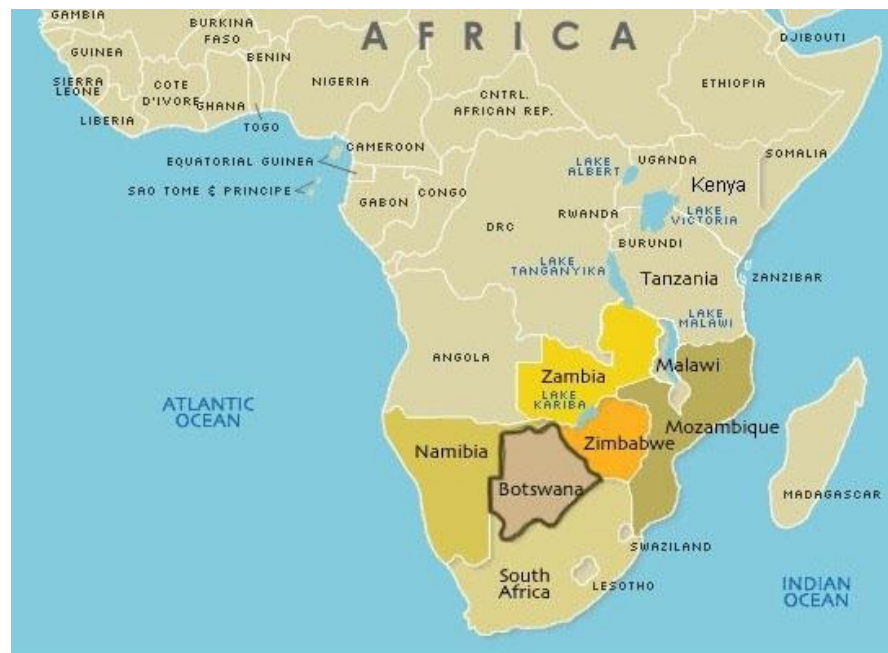 AFRICA
GAMBIA
BURKINA
FASO
DJIBOUTI
GUINEA
BENIN
SIERRA
LEONE
COTE
D'IVORE
GHANA
NIGERIA
CNTRL.
AFRICAN REP.
ETHIOPIA
LIBERIA
TOGO
CAMEROON
EQUATORIAL GUINEA
SAO TOME & PRINCIPE
GABON
CONGO
LAKE
ALBERT
UGANDA
SOMALIA
Kenya
RWANDA
LAKE
VICTORIA
DRC
BURUNDI
LAKE
TANGANYIKA
Tanzania
ZANZIBAR
LAKE
MALAWI
ANGOLA
Malawi
Zambia
LAKE
KARIBA
ATLANTIC
OCEAN
Mozambique
Namibia
Zimbabwe
Botswana
MADAGASCAR
SWAZILAND
South
Africa
LESOTHO
INDIAN
OCEAN